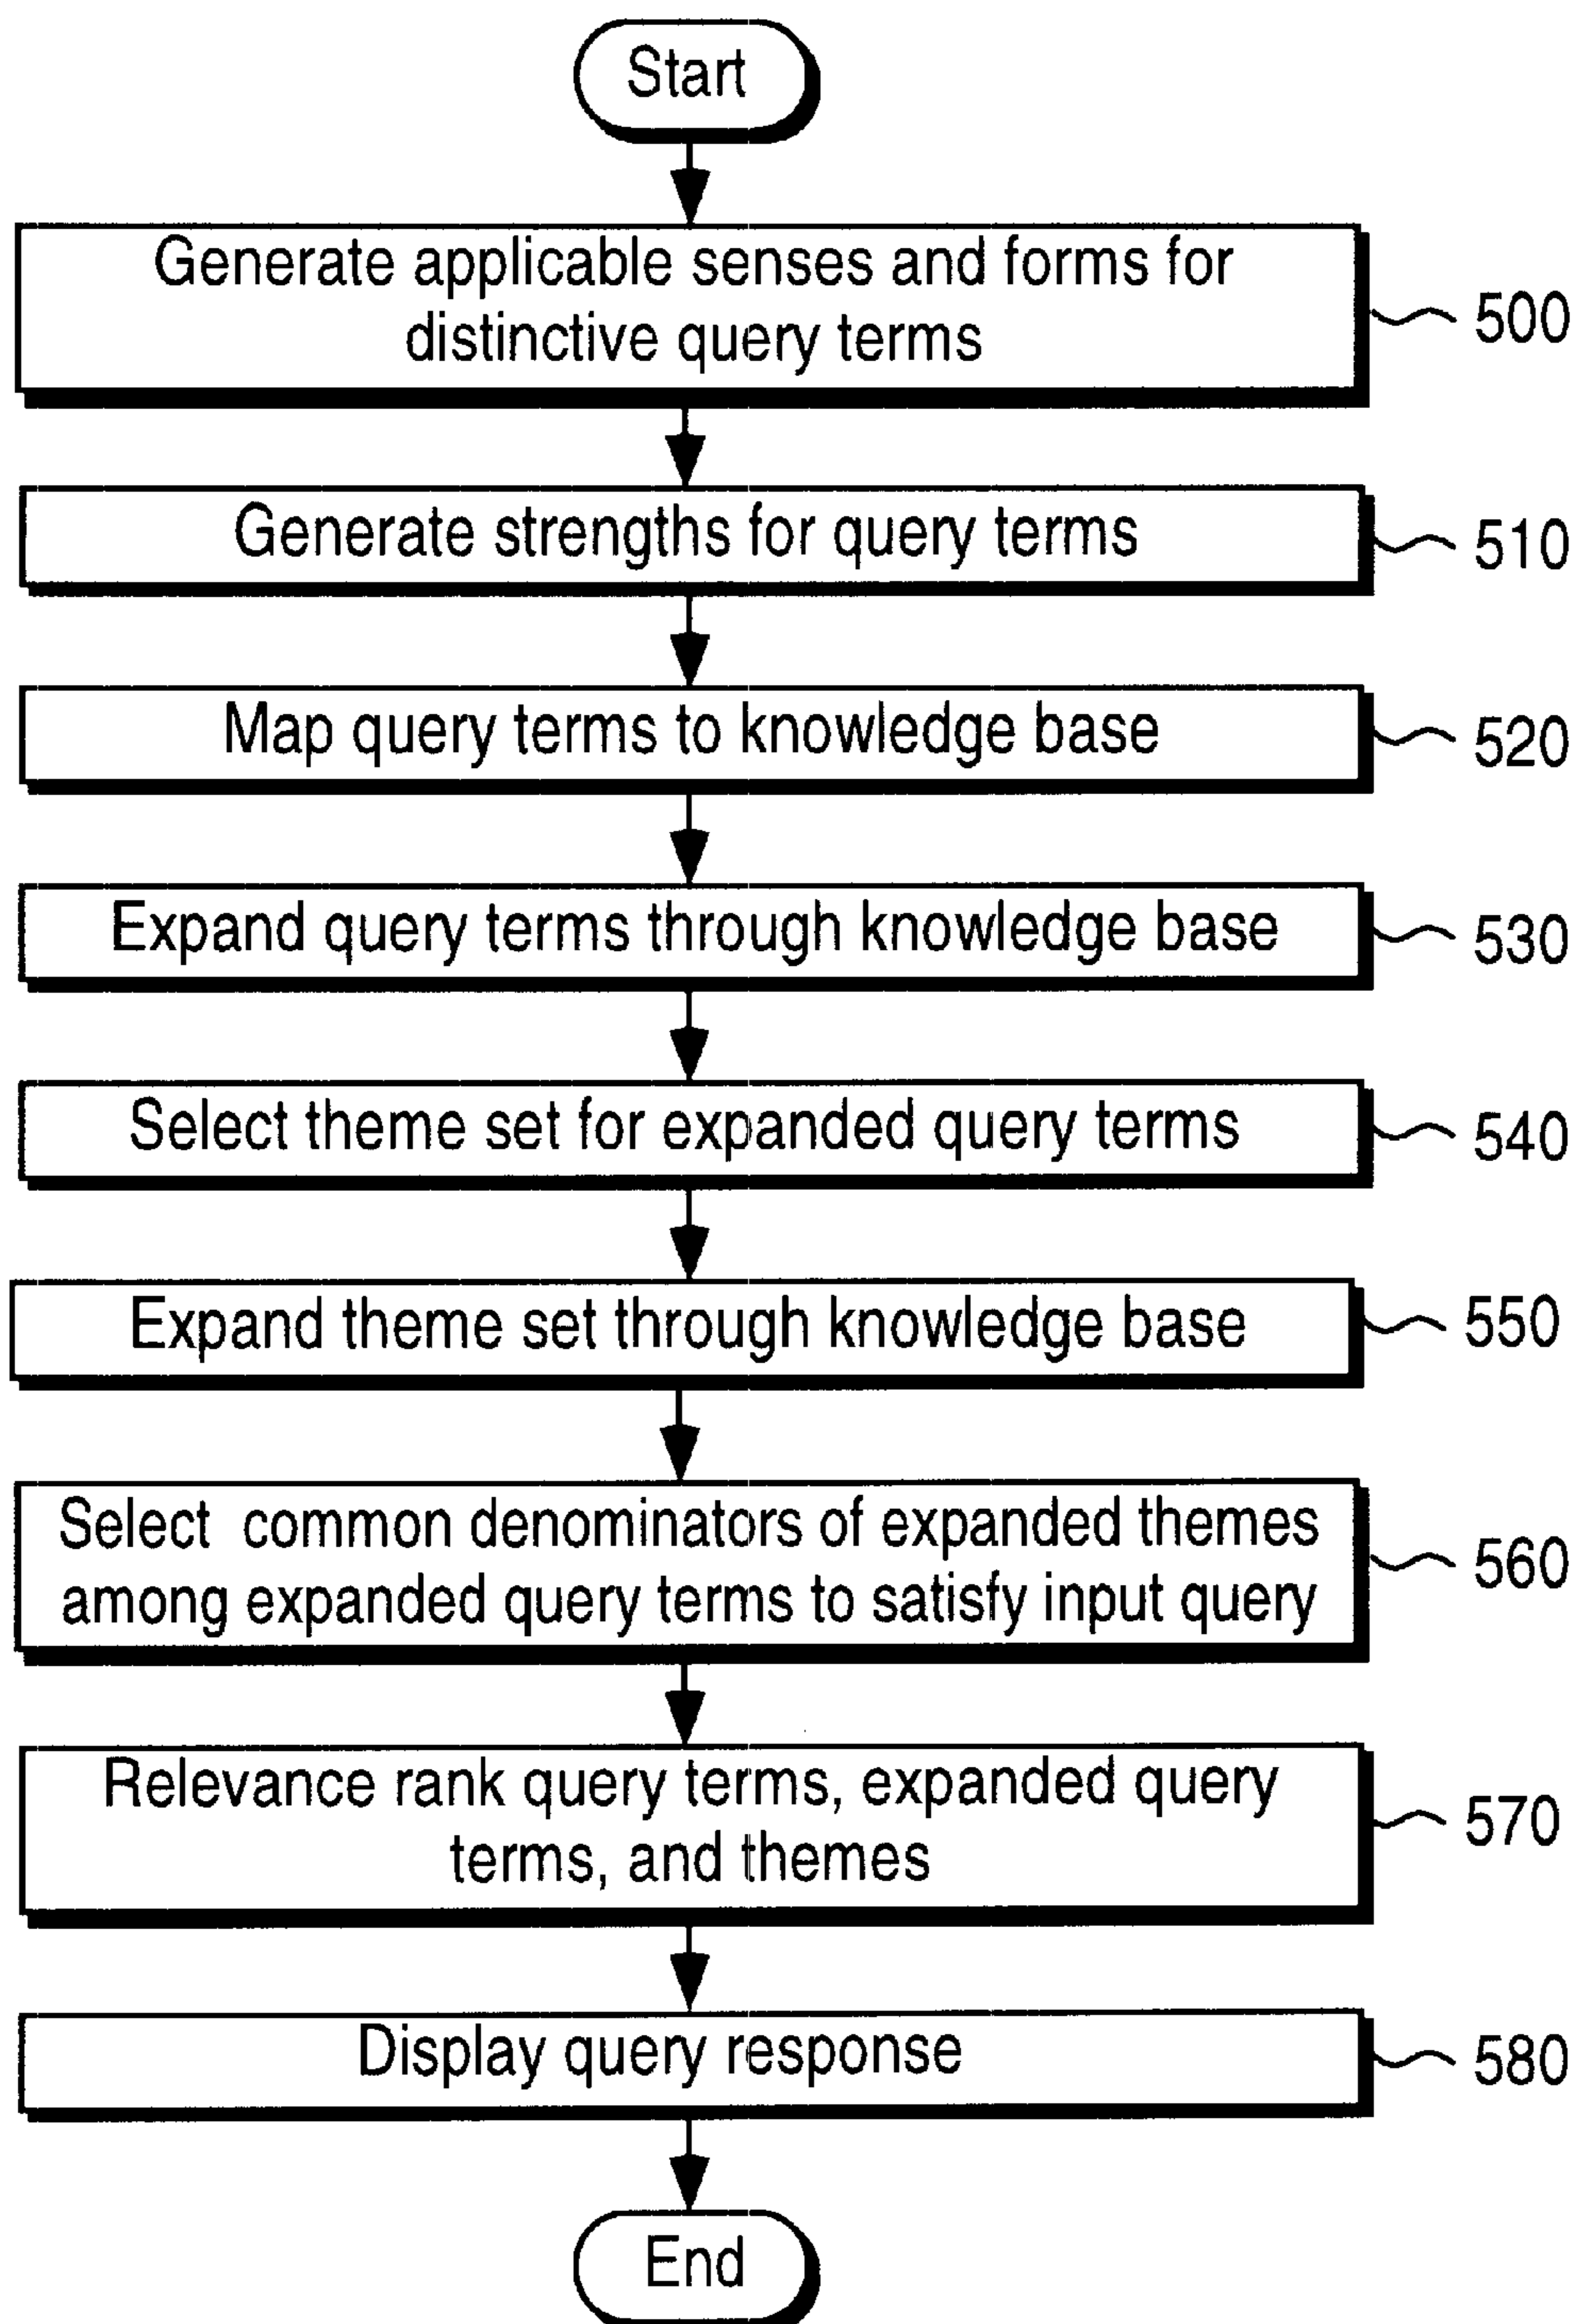 Start
Generate applicable senses and forms for
distinctive query terms
500
Generate strengths for query terms
510
Map query terms to knowledge base
520
Expand query terms through knowledge base
530
Select theme set for expanded query terms
540
Expand theme set through knowledge base
550
Select common denominators of expanded themes
among expanded query terms to satisfy input query
560
Relevance rank query terms, expanded query
terms, and themes
570
Display query response
580
End